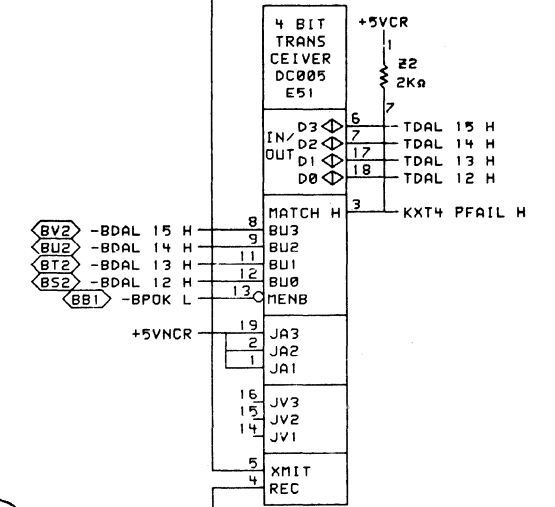 4 BIT
TRANS
CEIVER
DC005
E51
+5VCR
1
Z2
2KΩ
7
IN/
OUT
D3 6 TDAL 15 H
D2 7 TDAL 14 H
D1 17 TDAL 13 H
D0 18 TDAL 12 H
MATCH H 3 KXT4 PFAIL H
BV2 -BDAL 15 H 8 BU3
BU2 -BDAL 14 H 9 BU2
BT2 -BDAL 13 H 11 BU1
BS2 -BDAL 12 H 12 BU0
BB1 -BPOK L 13 MENB
+5VNCR 19 JA3
2 JA2
1 JA1
16 JV3
15 JV2
14 JV1
5 XMIT
4 REC